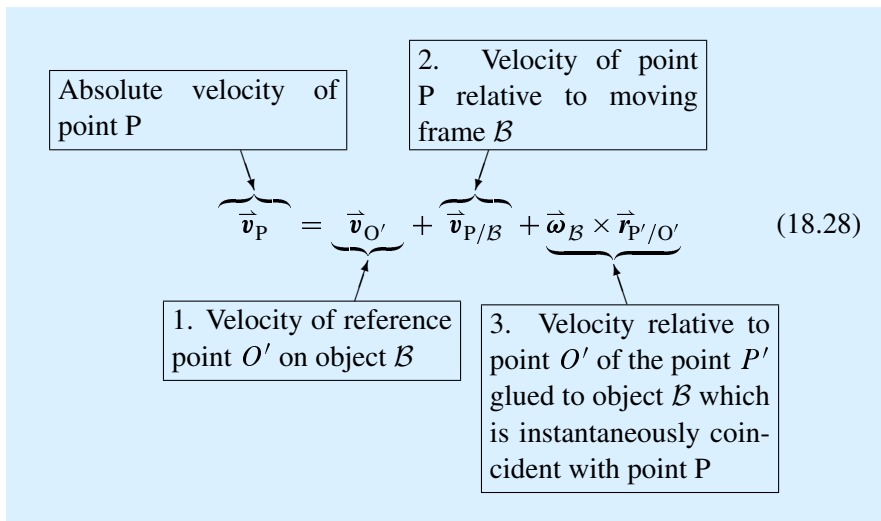 Absolute velocity of
point P
2. Velocity of point
P relative to moving
frame ℬ
v⃗_P = v⃗_O′ + v⃗_P/ℬ + ω⃗_ℬ × r⃗_P′/O′ (18.28)
1. Velocity of reference
point O′ on object ℬ
3. Velocity relative to
point O′ of the point P′
glued to object ℬ which
is instantaneously coin-
cident with point P